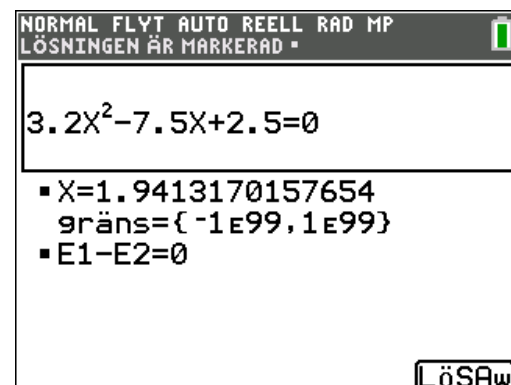 NORMAL FLYT AUTO REELL RAD MP
LÖSNINGEN ÄR MARKERAD ▪
3.2X²-7.5X+2.5=0
▪X=1.9413170157654
gräns={⁻1ᴇ99,1ᴇ99}
▪E1-E2=0
LöSAw